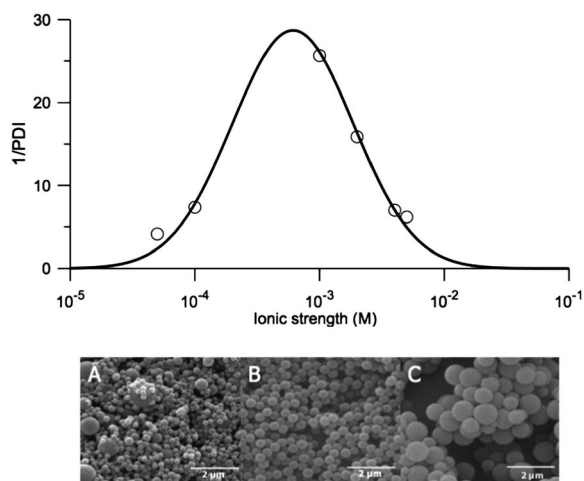 30
20
10
0
1/PDI
10-5
10-4
10-3
10-2
10-1
Ionic strength (M)
A
B
C
2 µm
2 µm
2 µm